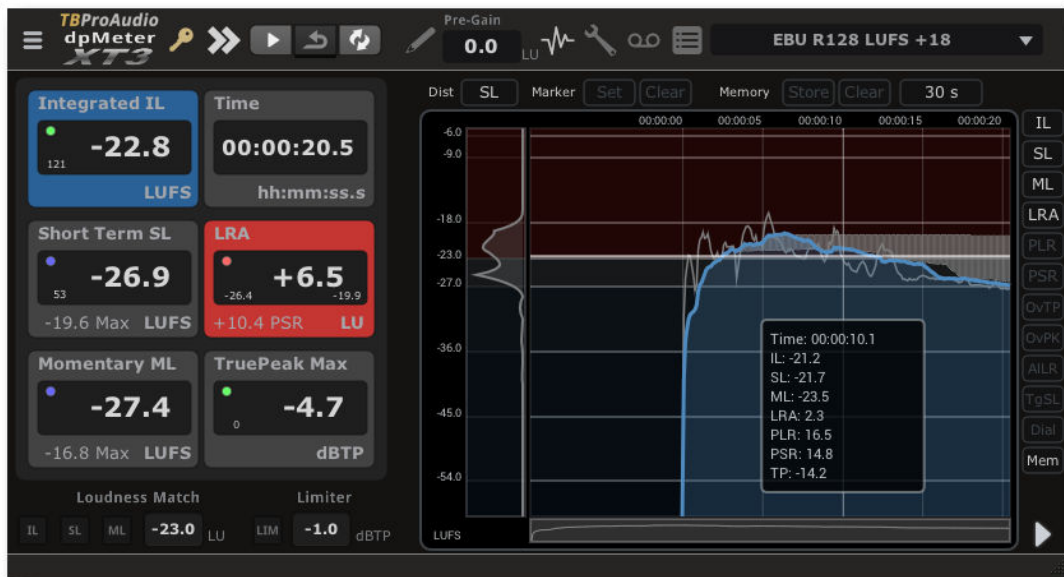 TBProAudio
dpMeter
XT3
Pre-Gain
0.0 LU
EBU R128 LUFS +18
Integrated IL
-22.8
121
LUFS
Time
00:00:20.5
hh:mm:ss.s
Short Term SL
-26.9
53
-19.6 Max LUFS
LRA
+6.5
-26.4 -19.9
+10.4 PSR LU
Momentary ML
-27.4
-16.8 Max LUFS
TruePeak Max
-4.7
0
dBTP
Loudness Match
Limiter
IL SL ML -23.0 LU LIM -1.0 dBTP
Dist SL Marker Set Clear Memory Store Clear 30 s
00:00:00 00:00:05 00:00:10 00:00:15 00:00:20
-6.0
-9.0
-18.0
-23.0
-27.0
-36.0
-45.0
-54.0
LUFS
Time: 00:00:10.1
IL: -21.2
SL: -21.7
ML: -23.5
LRA: 2.3
PLR: 16.5
PSR: 14.8
TP: -14.2
IL
SL
ML
LRA
PLR
PSR
OvTP
OvPK
AILR
TgSL
Dial
Mem